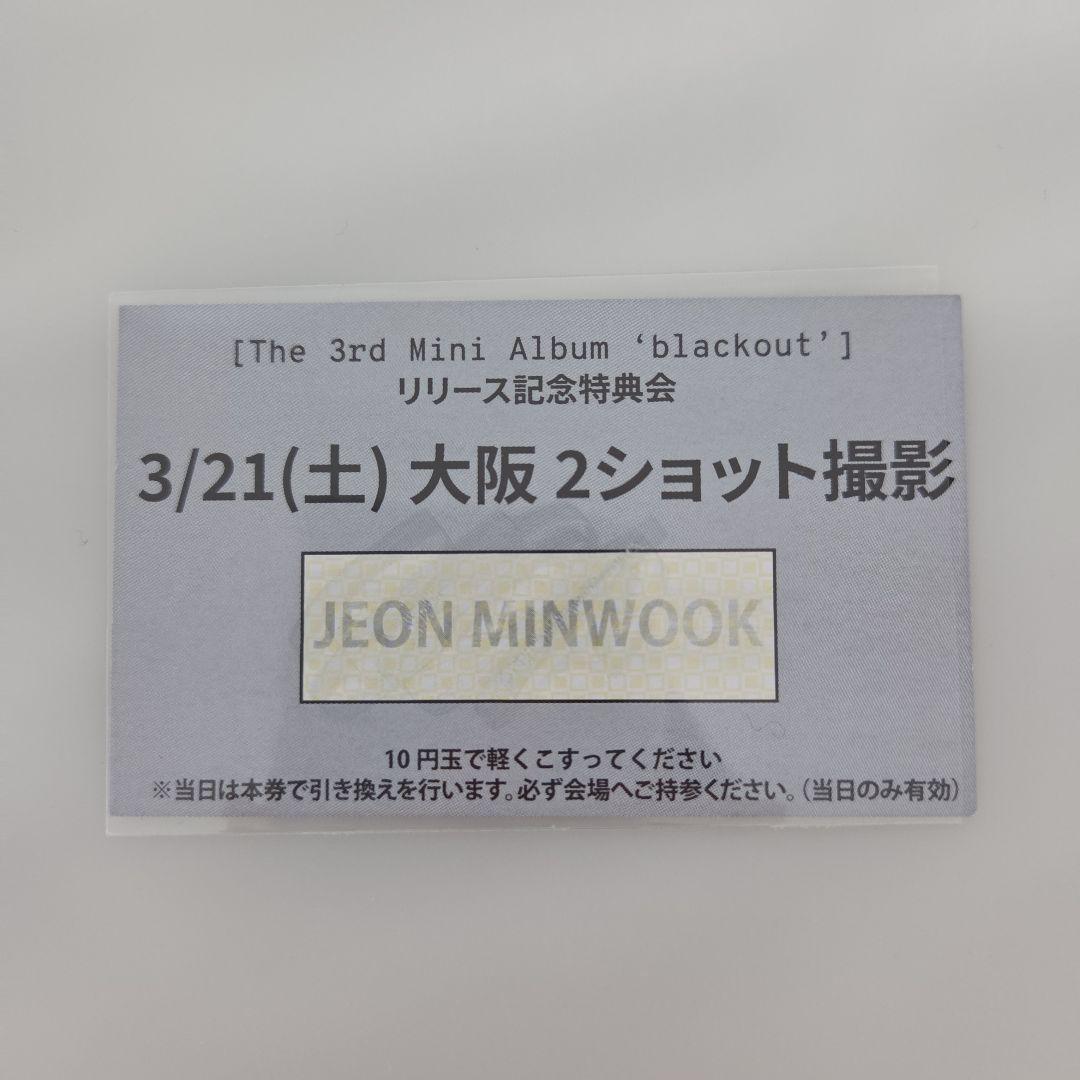 [The 3rd Mini Album ‘blackout’]
リリース記念特典会
3/21(土) 大阪 2ショット撮影
JEON MINWOOK
10 円玉で軽くこすってください
※当日は本券で引き換えを行います。必ず会場へご持参ください。（当日のみ有効）